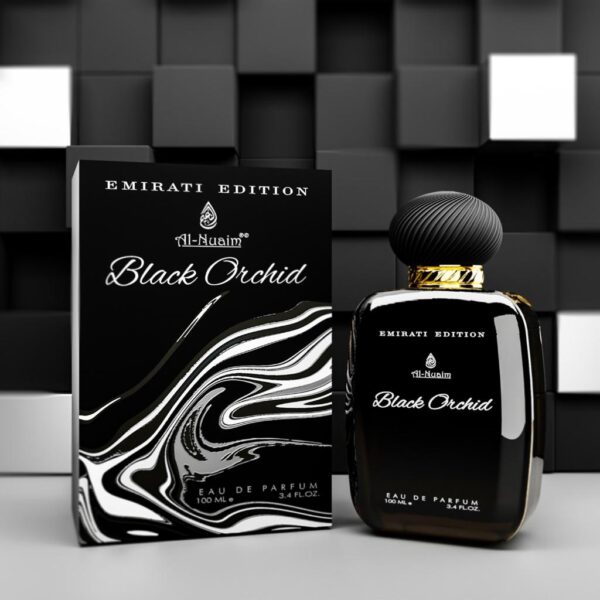 EMIRATI EDITION
Al-Nuaim®©
Black Orchid
EAU DE PARFUM
100 ML e 3.4 FL.OZ.
EMIRATI EDITION
Al-Nuaim
Black Orchid
EAU DE PARFUM
100 ML e 3.4 FL.OZ.